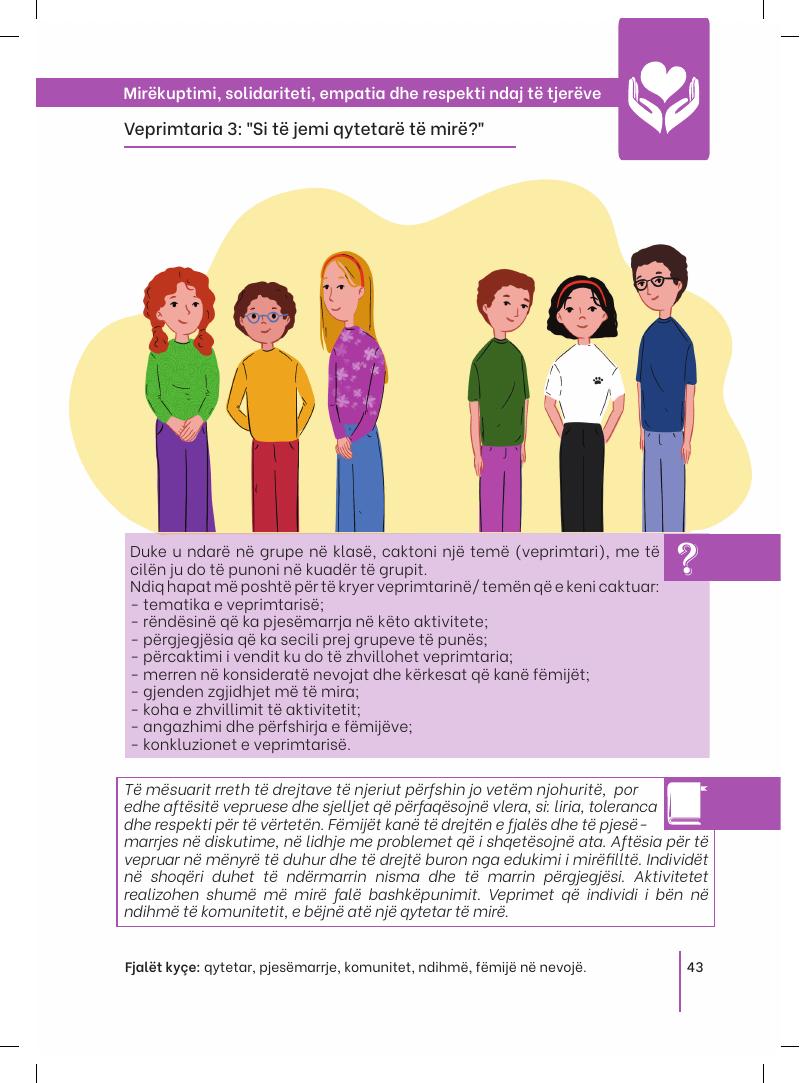 Mirëkuptimi, solidariteti, empatia dhe respekti ndaj të tjerëve
Veprimtaria 3: "Si të jemi qytetarë të mirë?"
Duke u ndarë në grupe në klasë, caktoni një temë (veprimtari), me të
cilën ju do të punoni në kuadër të grupit.
Ndiq hapat më poshtë për të kryer veprimtarinë/ temën që e keni caktuar:
- tematika e veprimtarisë;
- rëndësinë që ka pjesëmarrja në këto aktivitete;
- përgjegjësia që ka secili prej grupeve të punës;
- përcaktimi i vendit ku do të zhvillohet veprimtaria;
- merren në konsideratë nevojat dhe kërkesat që kanë fëmijët;
- gjenden zgjidhjet më të mira;
- koha e zhvillimit të aktivitetit;
- angazhimi dhe përfshirja e fëmijëve;
- konkluzionet e veprimtarisë.
?
Të mësuarit rreth të drejtave të njeriut përfshin jo vetëm njohuritë, por
edhe aftësitë vepruese dhe sjelljet që përfaqësojnë vlera, si: liria, toleranca
dhe respekti për të vërtetën. Fëmijët kanë të drejtën e fjalës dhe të pjesë-
marrjes në diskutime, në lidhje me problemet që i shqetësojnë ata. Aftësia për të
vepruar në mënyrë të duhur dhe të drejtë buron nga edukimi i mirëfilltë. Individët
në shoqëri duhet të ndërmarrin nisma dhe të marrin përgjegjësi. Aktivitetet
realizohen shumë më mirë falë bashkëpunimit. Veprimet që individi i bën në
ndihmë të komunitetit, e bëjnë atë një qytetar të mirë.
Fjalët kyçe: qytetar, pjesëmarrje, komunitet, ndihmë, fëmijë në nevojë.
43